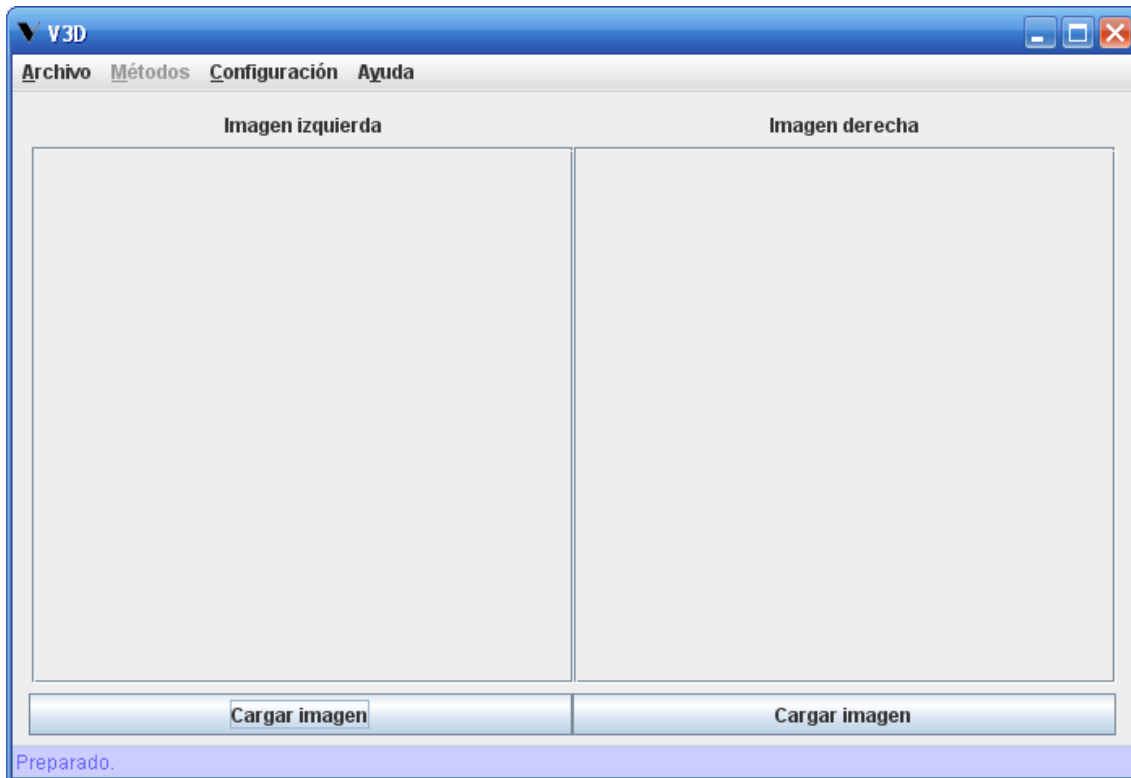 V3D
Archivo Métodos Configuración Ayuda
Imagen izquierda Imagen derecha
Cargar imagen Cargar imagen
Preparado.